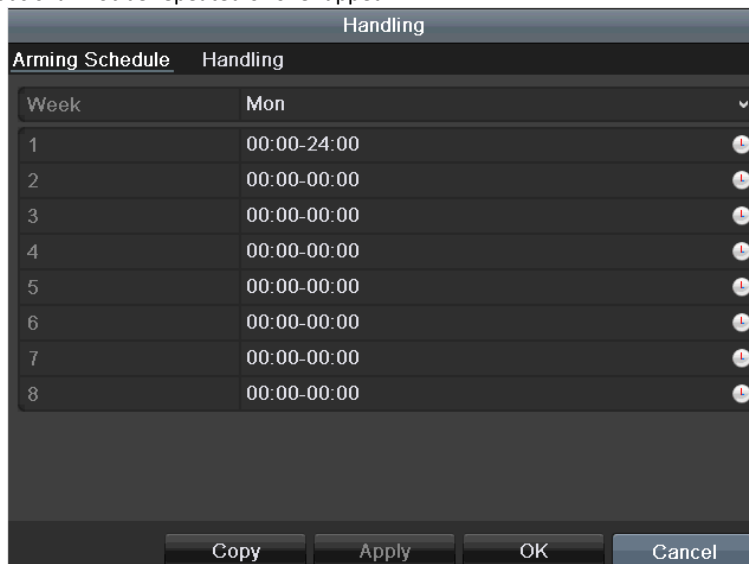 Handling
Arming Schedule Handling
Week Mon
1 00:00-24:00
2 00:00-00:00
3 00:00-00:00
4 00:00-00:00
5 00:00-00:00
6 00:00-00:00
7 00:00-00:00
8 00:00-00:00
Copy Apply OK Cancel